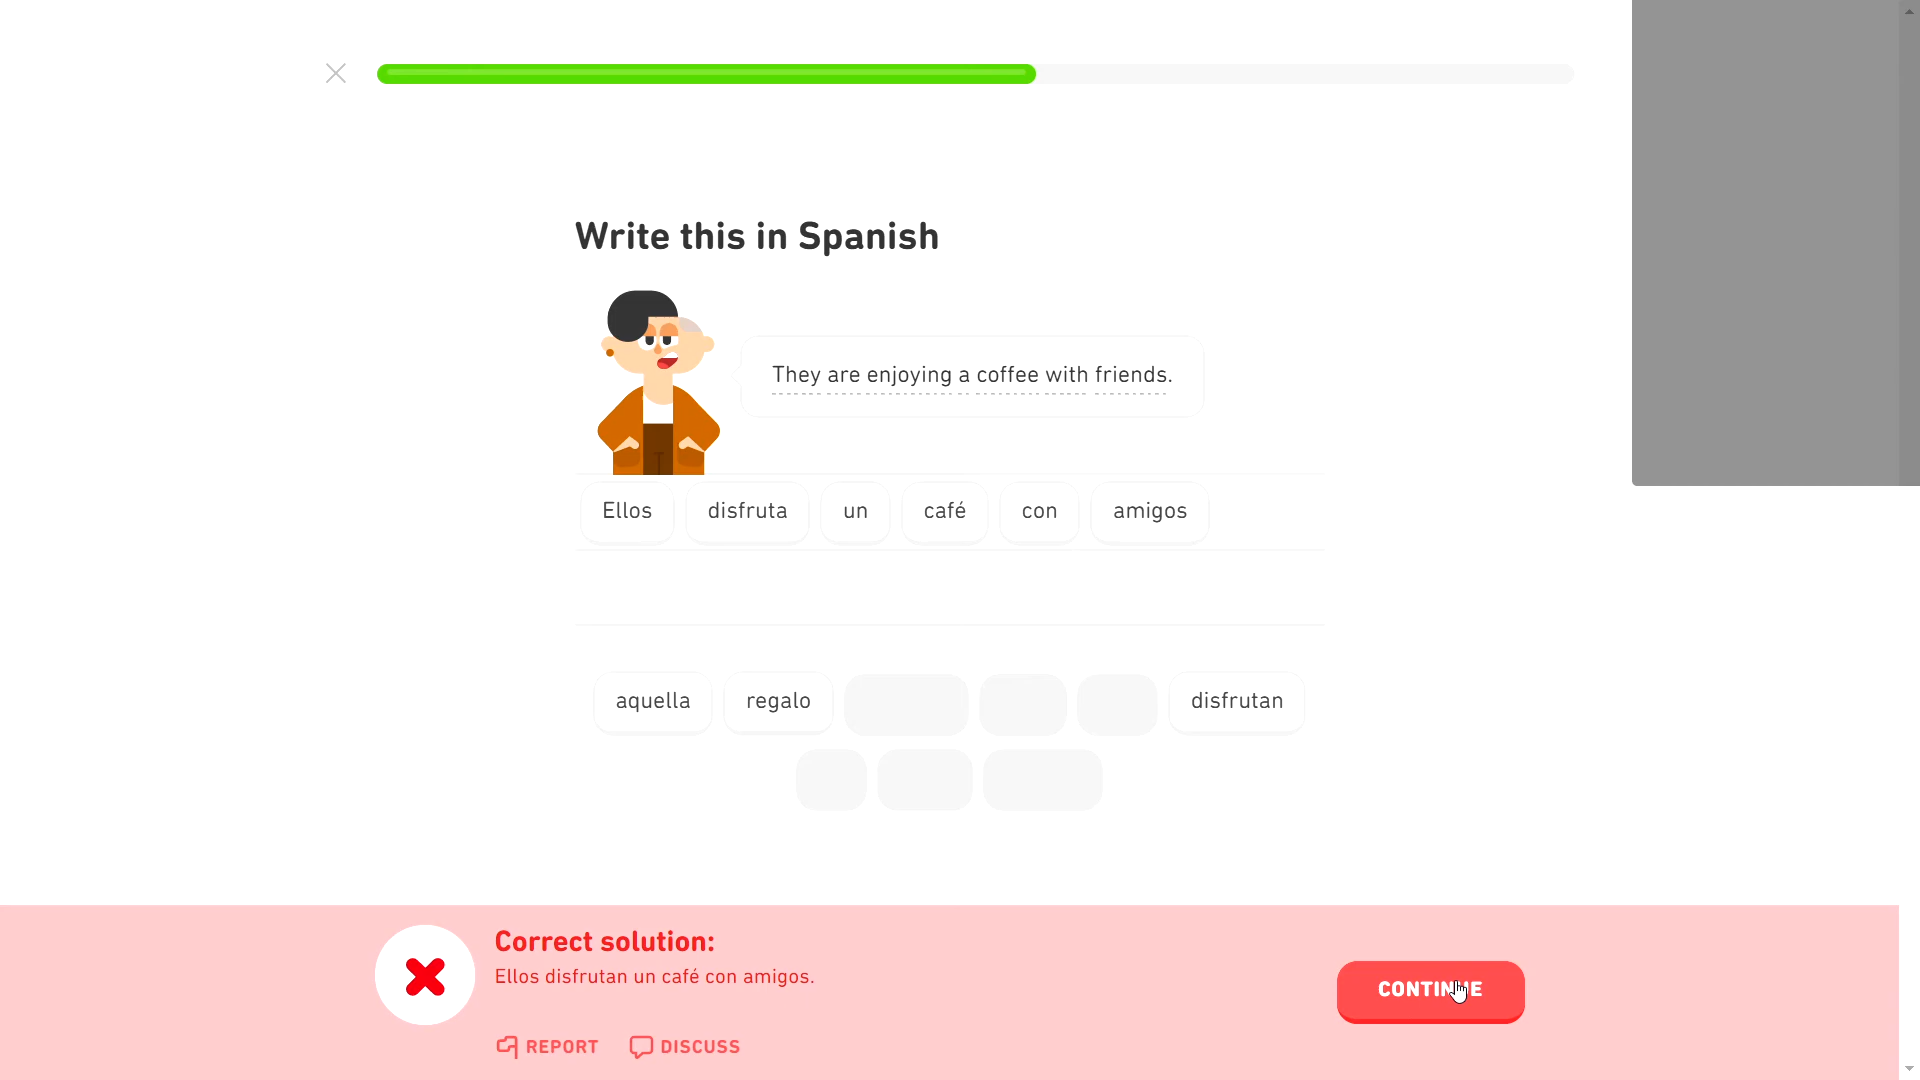 Write this in Spanish
They are enjoying a coffee with friends.
Ellos disfruta un café con amigos
aquella regalo disfrutan
Correct solution:
Ellos disfrutan un café con amigos.
CONTINUE
REPORT DISCUSS